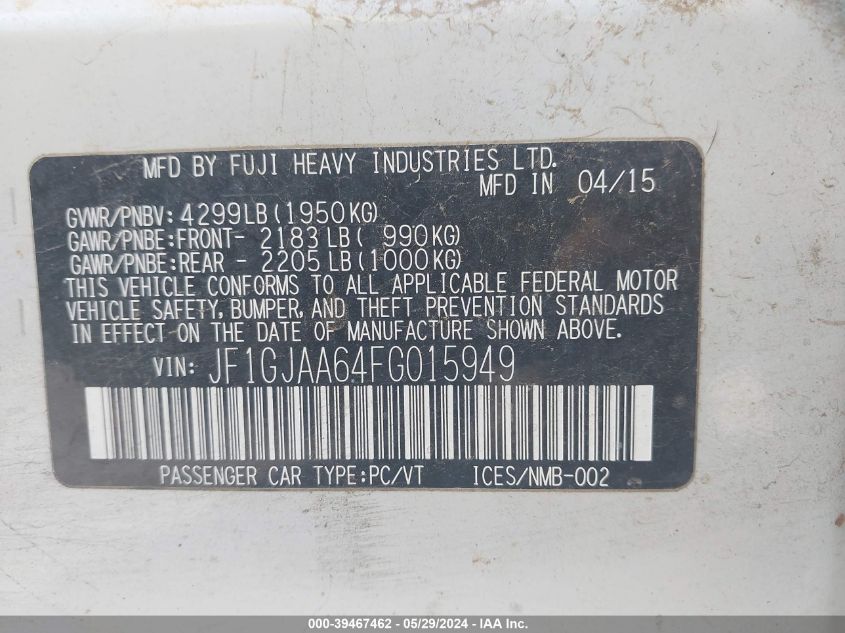 MFD BY FUJI HEAVY INDUSTRIES LTD.
MFD IN 04/15
GVWR/PNBV: 4299LB(1950KG)
GAWR/PNBE:FRONT- 2183LB( 990KG)
GAWR/PNBE:REAR - 2205LB(1000KG)
THIS VEHICLE CONFORMS TO ALL APPLICABLE FEDERAL MOTOR
VEHICLE SAFETY, BUMPER, AND THEFT PREVENTION STANDARDS
IN EFFECT ON THE DATE OF MANUFACTURE SHOWN ABOVE.
VIN: JF1GJAA64FG015949
PASSENGER CAR TYPE:PC/VT ICES/NMB-002
000-39467462 - 05/29/2024 - IAA Inc.